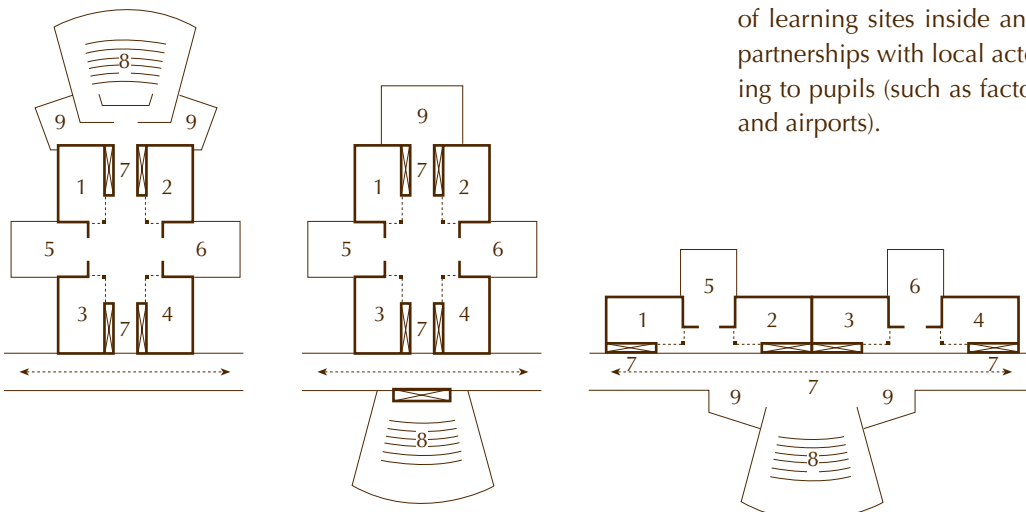 of learning sites inside an
partnerships with local acto
ing to pupils (such as facto
and airports).
8
9 9
7
1 2
5 6
3 7 4
9
7
1 2
5 6
3 7 4
8
5 6
1 2 3 4
7 7
7
9 9
8